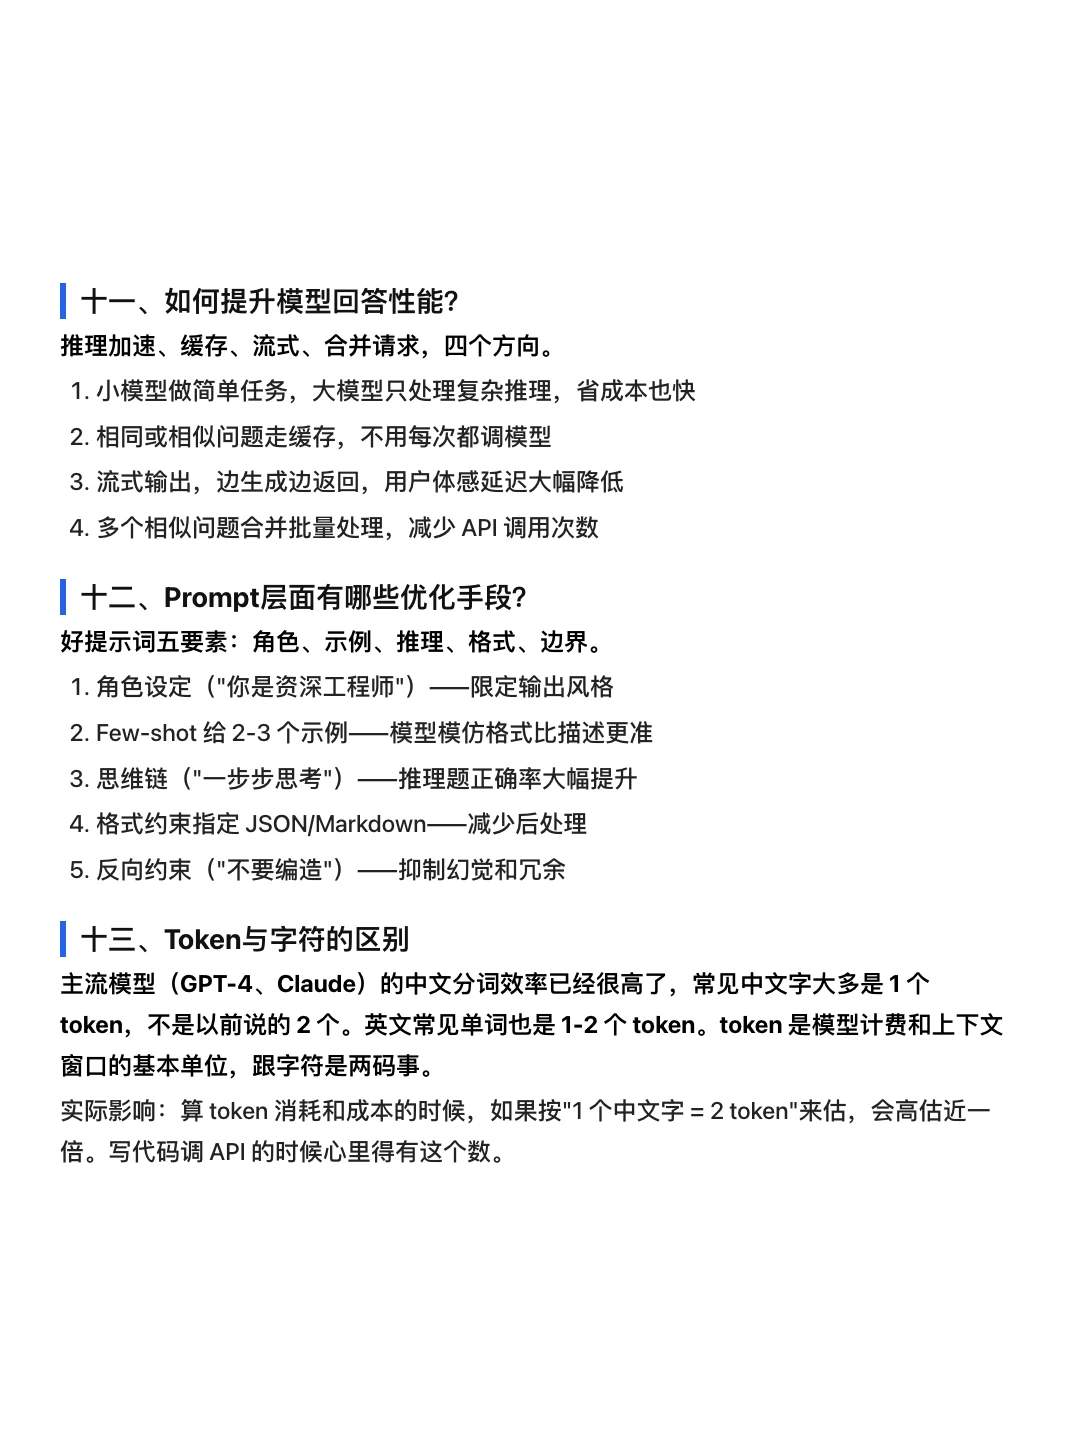 十一、如何提升模型回答性能?
推理加速、缓存、流式、合并请求，四个方向。
1. 小模型做简单任务，大模型只处理复杂推理，省成本也快
2. 相同或相似问题走缓存，不用每次都调模型
3. 流式输出，边生成边返回，用户体感延迟大幅降低
4. 多个相似问题合并批量处理，减少 API 调用次数
十二、Prompt层面有哪些优化手段?
好提示词五要素：角色、示例、推理、格式、边界。
1. 角色设定（"你是资深工程师"）——限定输出风格
2. Few-shot 给 2-3 个示例——模型模仿格式比描述更准
3. 思维链（"一步步思考"）——推理题正确率大幅提升
4. 格式约束指定 JSON/Markdown——减少后处理
5. 反向约束（"不要编造"）——抑制幻觉和冗余
十三、Token与字符的区别
主流模型（GPT-4、Claude）的中文分词效率已经很高了，常见中文字大多是 1 个
token，不是以前说的 2 个。英文常见单词也是 1-2 个 token。token 是模型计费和上下文
窗口的基本单位，跟字符是两码事。
实际影响：算 token 消耗和成本的时候，如果按"1 个中文字 = 2 token"来估，会高估近一
倍。写代码调 API 的时候心里得有这个数。